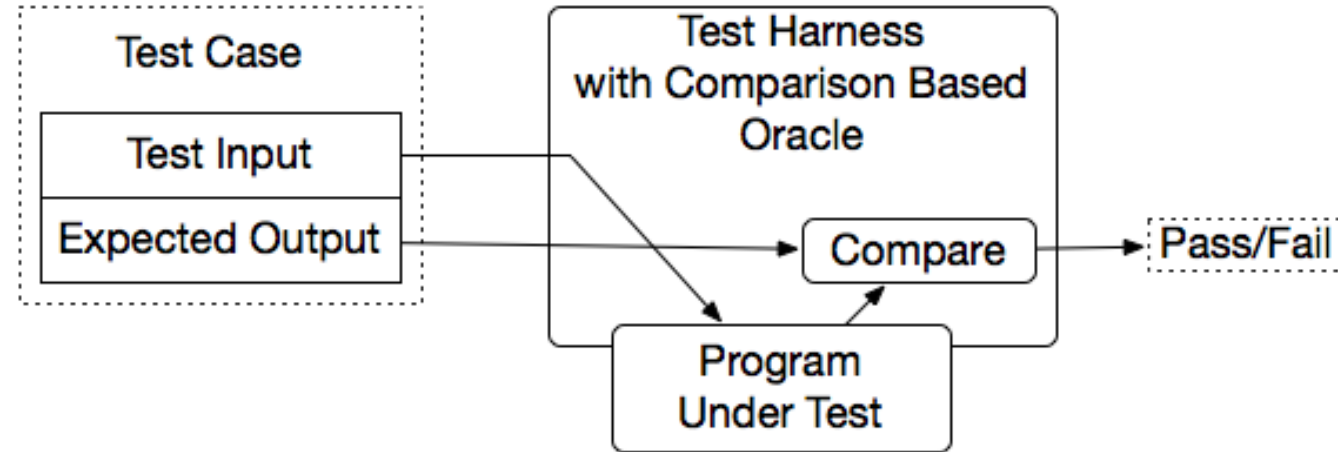 Test Case
Test Input
Expected Output
Test Harness
with Comparison Based
Oracle
Compare
Pass/Fail
Program
Under Test